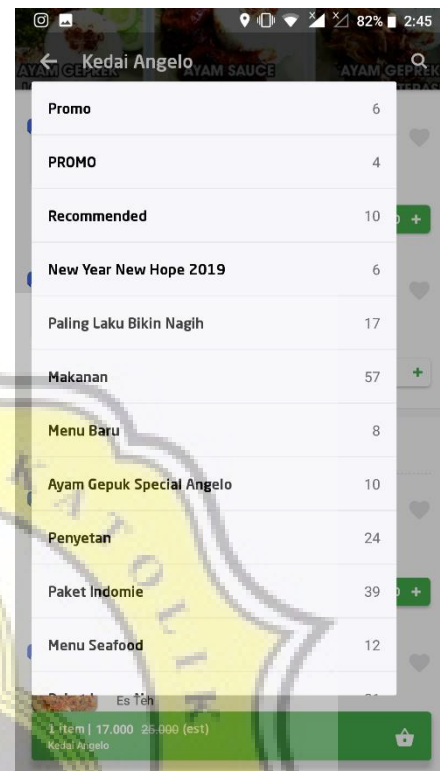 82% 2:45
Kedai Angelo
AYAM GEPREK
AYAM SAUCE
AYAM GEPREK
Promo 6
PROMO 4
Recommended 10
New Year New Hope 2019 6
Paling Laku Bikin Nagih 17
Makanan 57
Menu Baru 8
Ayam Gepuk Special Angelo 10
Penyetan 24
Paket Indomie 39
Menu Seafood 12
Es Teh
1 item | 17.000 25.000 (est)
Kedai Angelo
KATOLIK